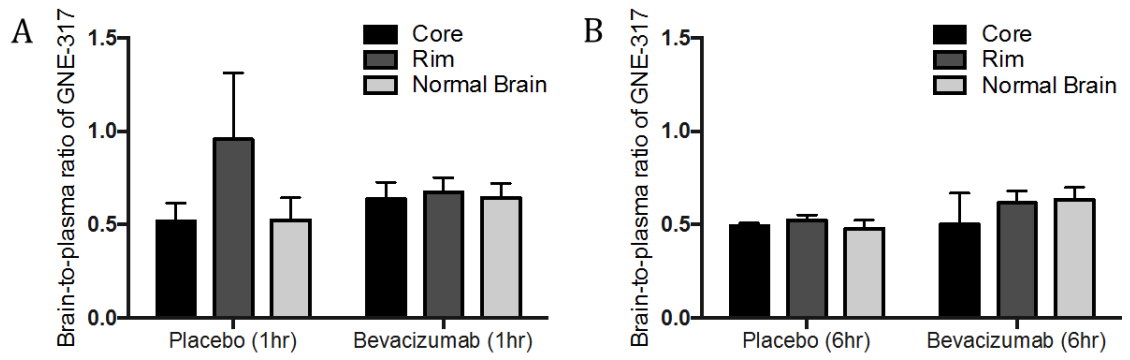 A
Brain-to-plasma ratio of GNE-317
1.5
1.0
0.5
0.0
Core
Rim
Normal Brain
Placebo (1hr)
Bevacizumab (1hr)
B
Brain-to-plasma ratio of GNE-317
1.5
1.0
0.5
0.0
Core
Rim
Normal Brain
Placebo (6hr)
Bevacizumab (6hr)